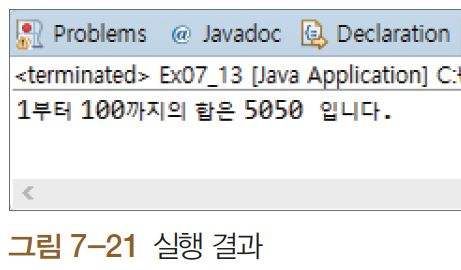 Problems @ Javadoc Declaration
<terminated> Ex07_13 [Java Application] C:
1부터 100까지의 합은 5050 입니다.
그림 7-21 실행 결과